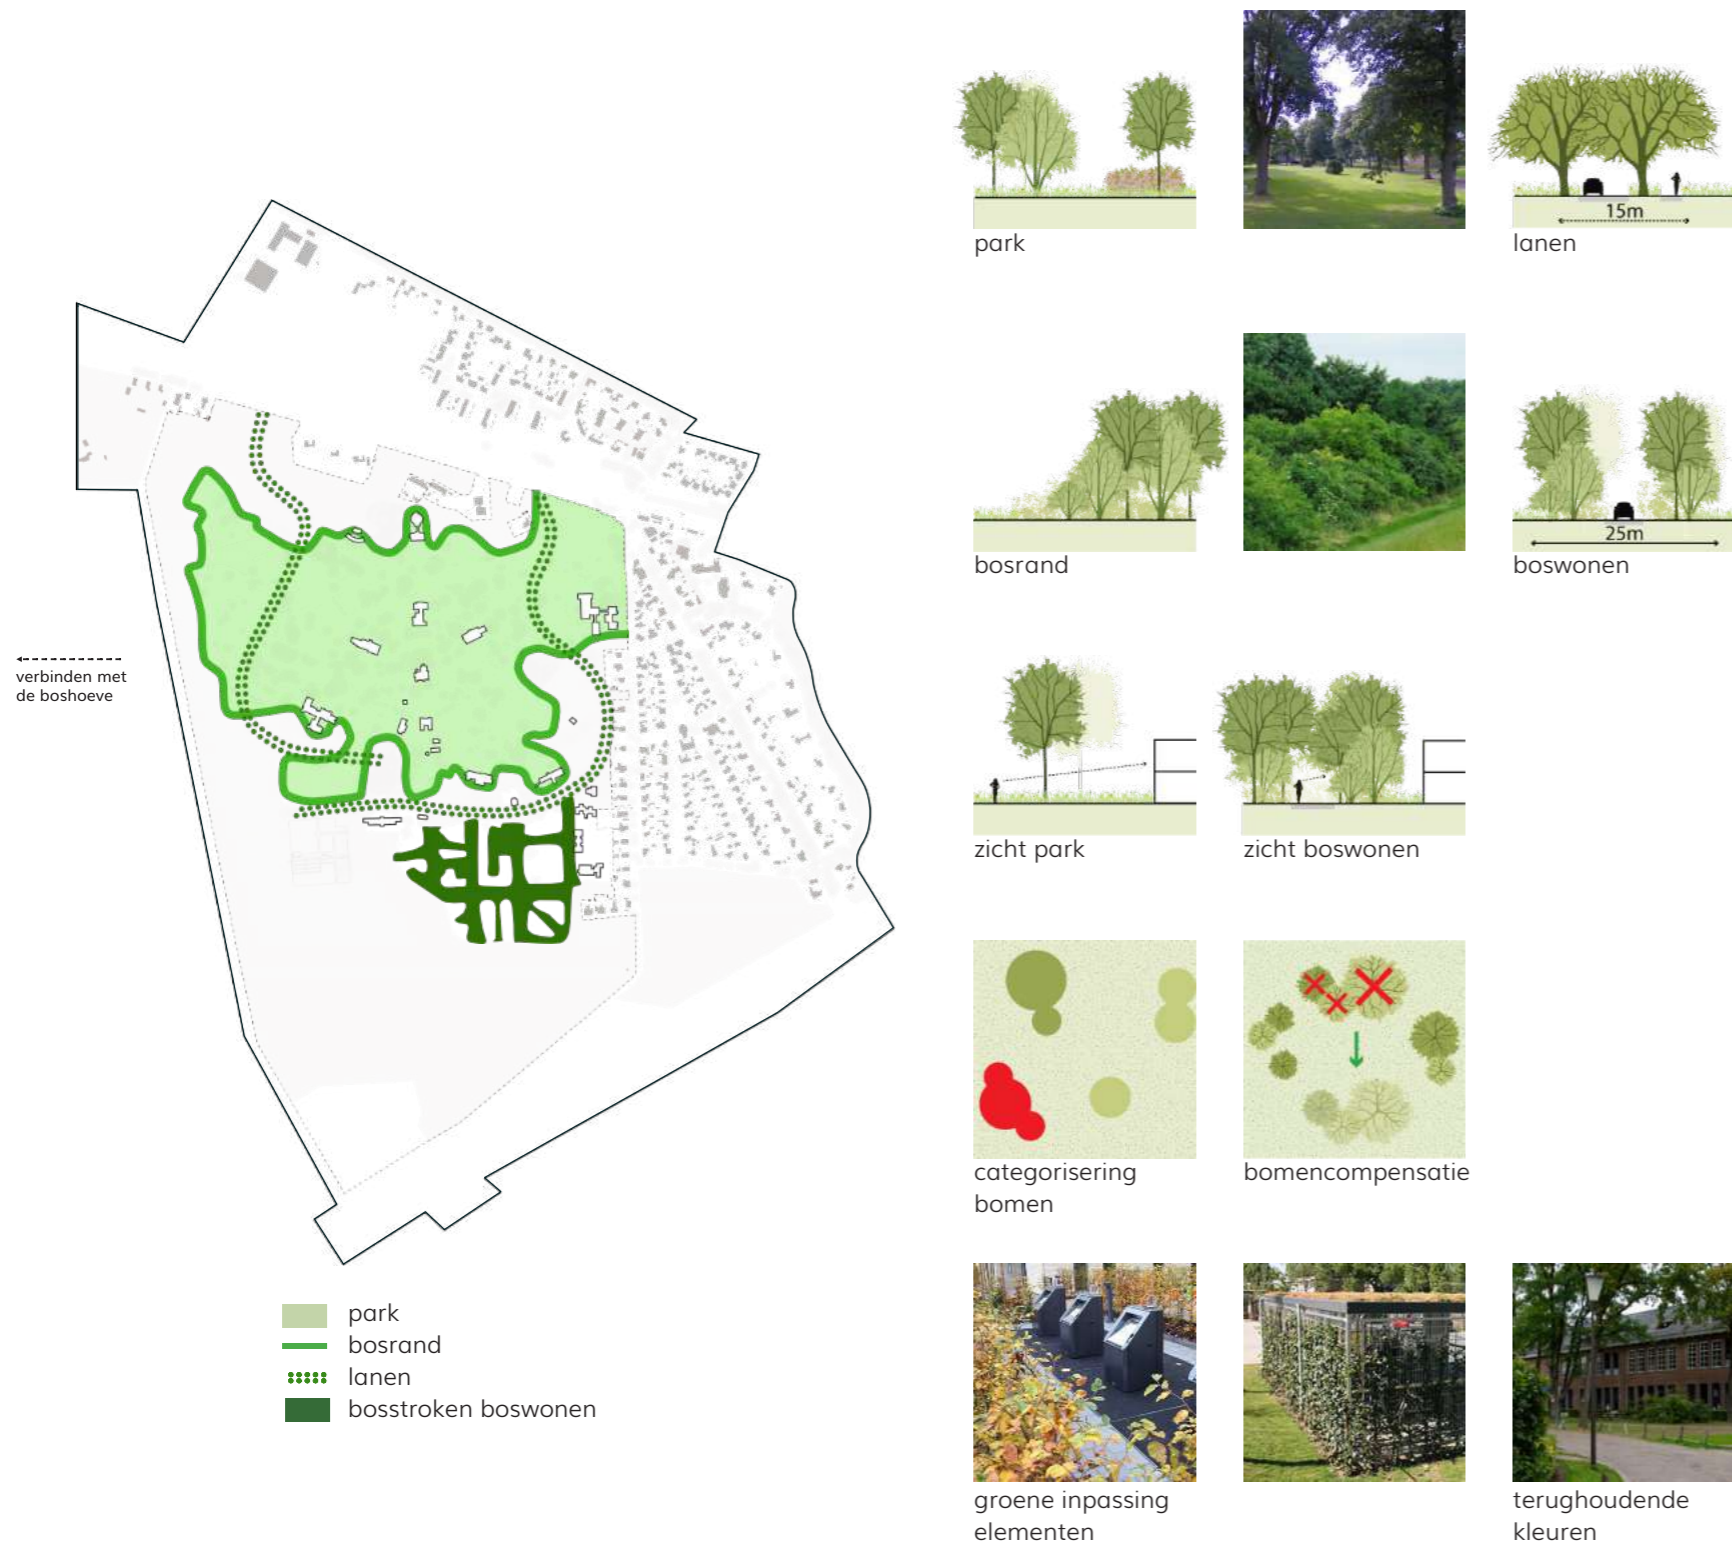 park
15m
lanen
bosrand
25m
boswonen
verbinden met
de boshoeve
zicht park
zicht boswonen
categorisering
bomen
bomencompensatie
park
bosrand
lanen
bosstroken boswonen
groene inpassing
elementen
terughoudende
kleuren